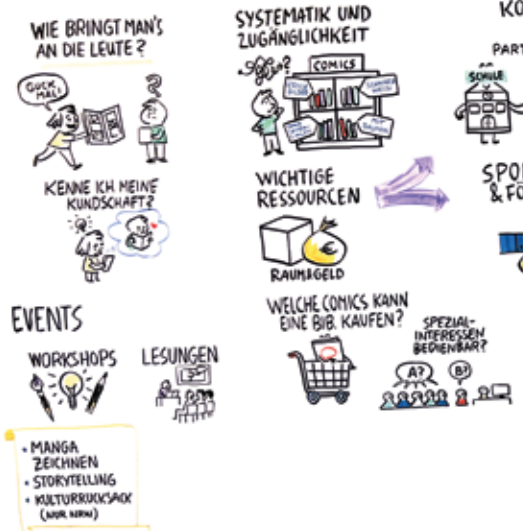 WIE BRINGT MAN'S
AN DIE LEUTE?
GUCK
MAL!
?
KENNE ICH MEINE
KUNDSCHAFT?
SYSTEMATIK UND
ZUGÄNGLICHKEIT
?
COMICS
WICHTIGE
RESSOURCEN
€
RAUM & GELD
WELCHE COMICS KANN
EINE BIB. KAUFEN?
SPEZIAL-
INTERESSEN
BEDIENBAR?
A?
B?
KO
PART
SCHULE
SPO
& FÖ
EVENTS
WORKSHOPS
LESUNGEN
• MANGA
ZEICHNEN
• STORYTELLING
• KULTURRUCKSACK
(NUR NRW)